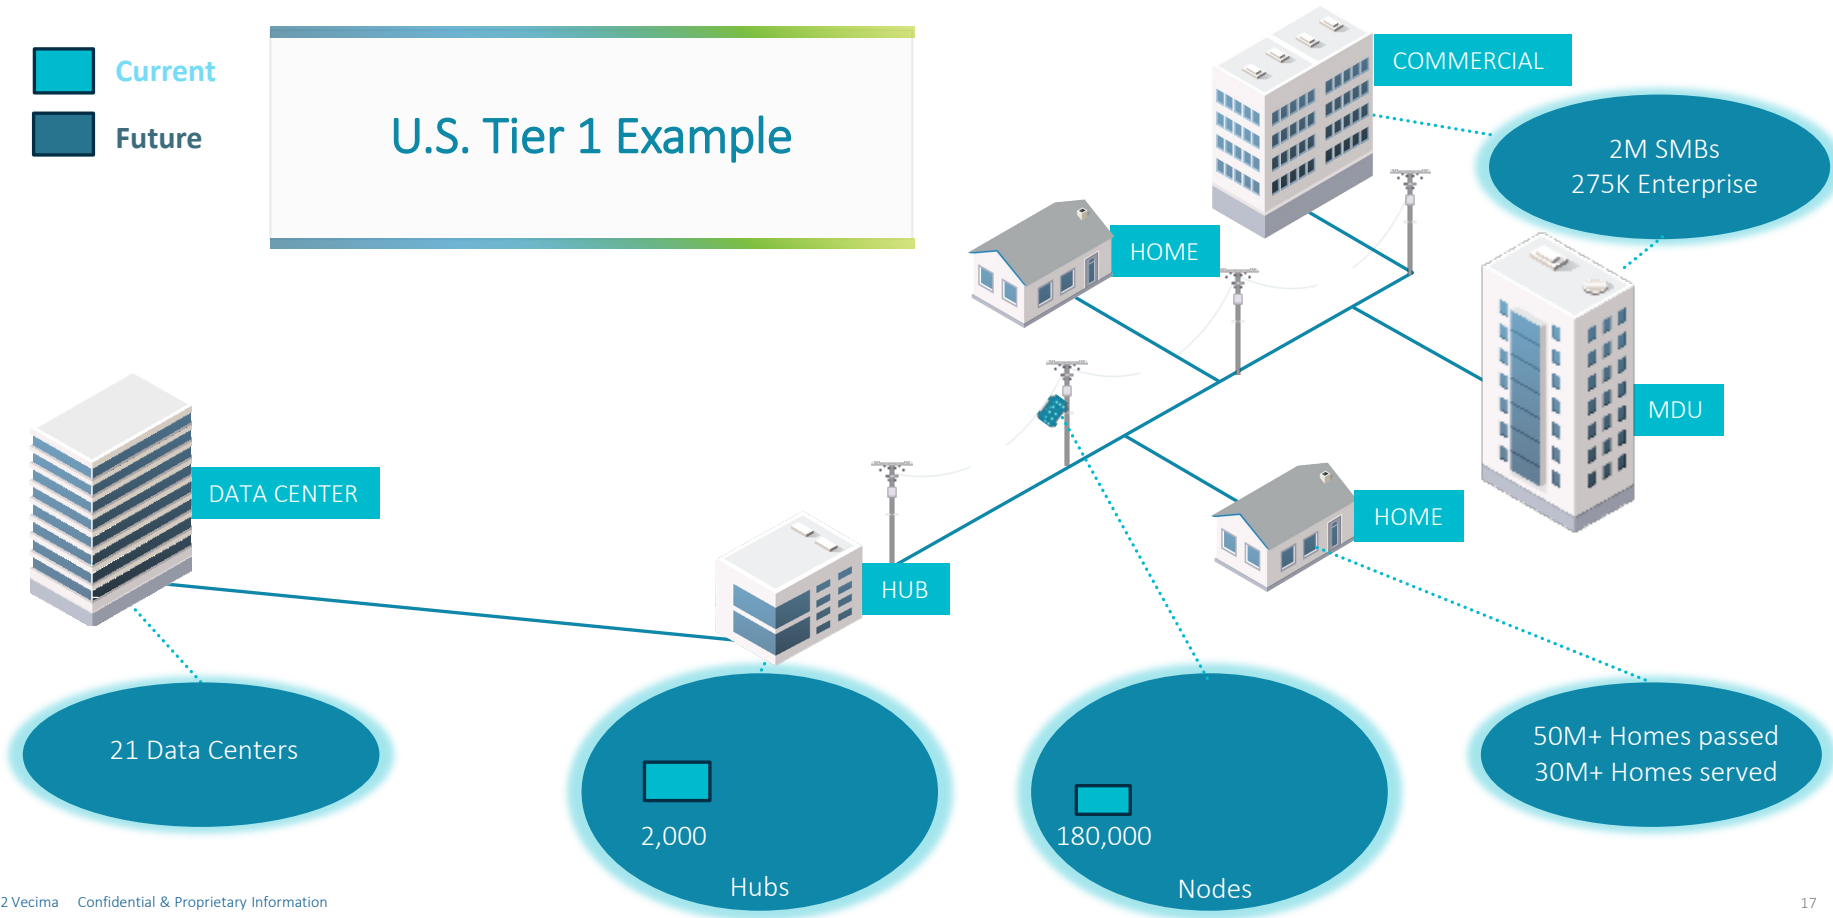 Current
Future
U.S. Tier 1 Example
COMMERCIAL
2M SMBs
275K Enterprise
HOME
MDU
DATA CENTER
HOME
HUB
21 Data Centers
2,000
Hubs
180,000
Nodes
50M+ Homes passed
30M+ Homes served
2 Vecima Confidential & Proprietary Information
17